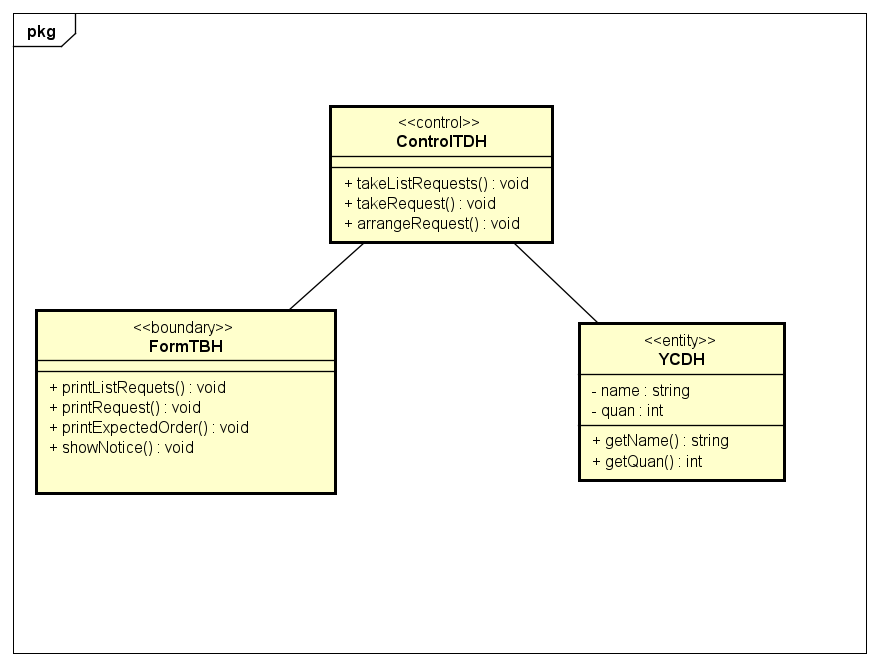 pkg
<<control>>
ControlTDH
+ takeListRequests() : void
+ takeRequest() : void
+ arrangeRequest() : void
<<boundary>>
FormTBH
+ printListRequets() : void
+ printRequest() : void
+ printExpectedOrder() : void
+ showNotice() : void
<<entity>>
YCDH
- name : string
- quan : int
+ getName() : string
+ getQuan() : int